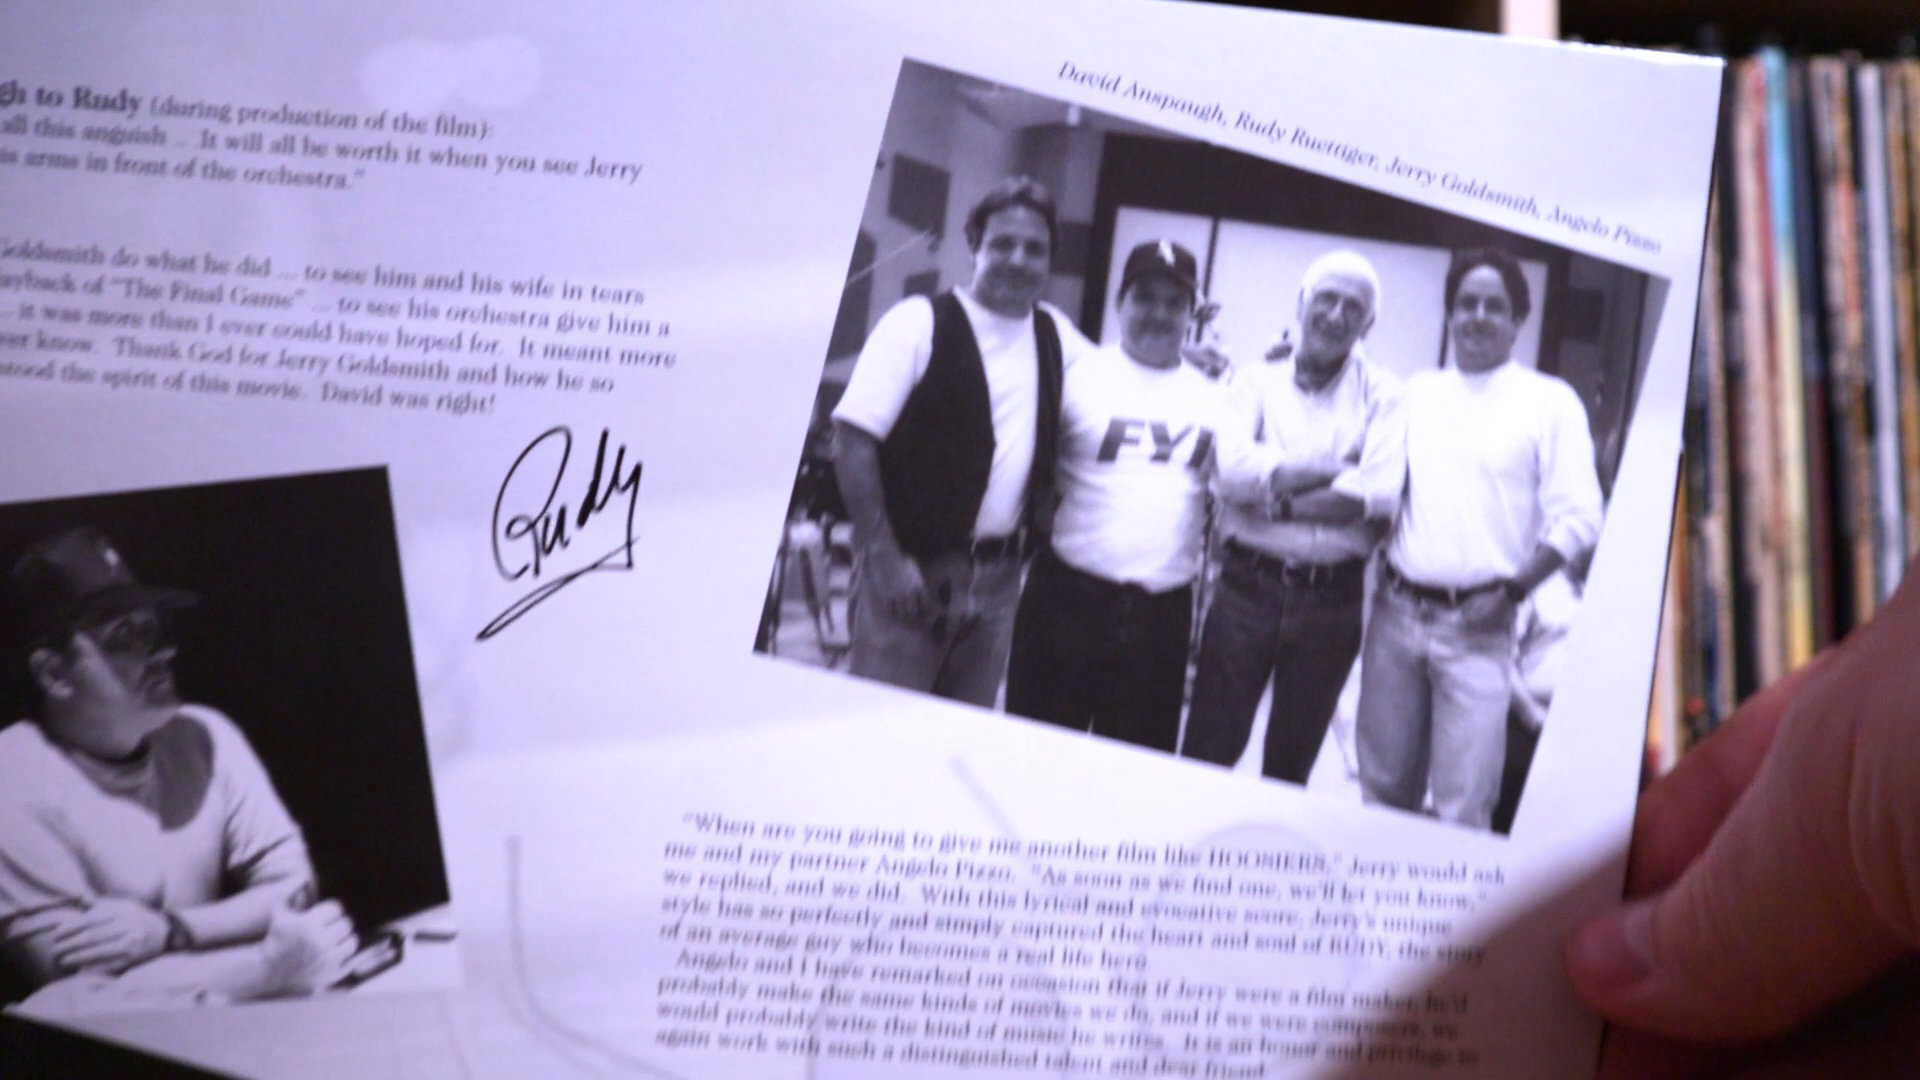 gh to Rudy (during production of the film):
all this anguish ... It will all be worth it when you see Jerry
is arms in front of the orchestra."
Goldsmith do what he did ... to see him and his wife in tears
ayback of "The Final Game" ... to see his orchestra give him a
... it was more than I ever could have hoped for. It meant more
ver know. Thank God for Jerry Goldsmith and how he so
stood the spirit of this movie. David was right!
Rudy
David Anspaugh, Rudy Ruettiger, Jerry Goldsmith, Angelo Pizzo
FYI
"When are you going to give me another film like HOOSIERS," Jerry would ask
me and my partner Angelo Pizzo. "As soon as we find one, we'll let you know,"
we replied, and we did. With this lyrical and evocative score, Jerry's unique
style has so perfectly and simply captured the heart and soul of RUDY, the story
of an average guy who becomes a real life hero.
Angelo and I have remarked on occasion that if Jerry were a film maker, he'd
probably make the same kinds of movies we do, and if we were composers, we
would probably write the kind of music he writes. It is an honor and privilege to
again work with such a distinguished talent and dear friend.